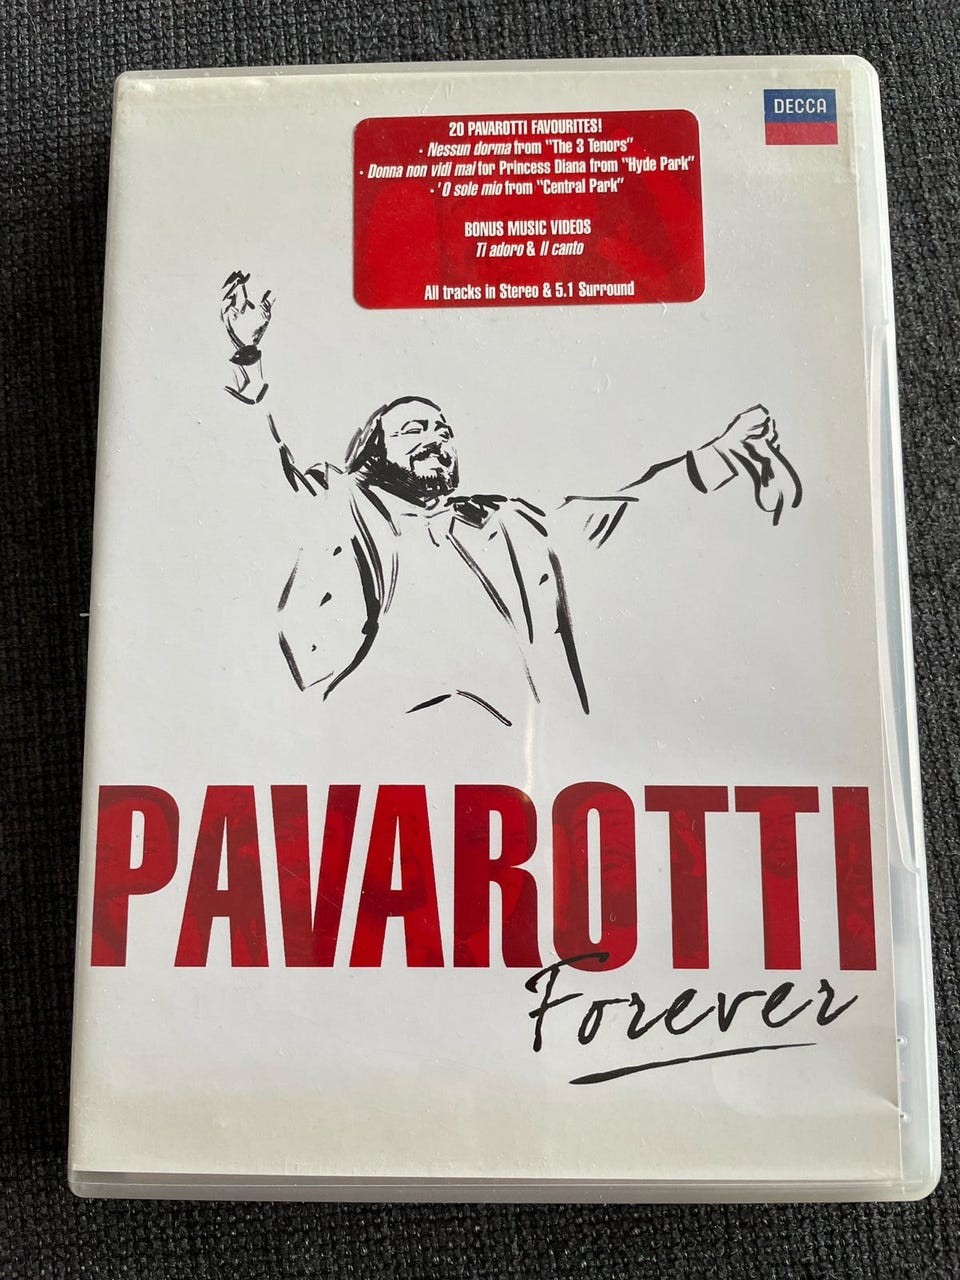 DECCA
20 PAVAROTTI FAVOURITES!
· Nessun dorma from "The 3 Tenors"
· Donna non vidi mai for Princess Diana from "Hyde Park"
· 'O sole mio from "Central Park"
BONUS MUSIC VIDEOS
Ti adoro & Il canto
All tracks in Stereo & 5.1 Surround
PAVAROTTI
Forever